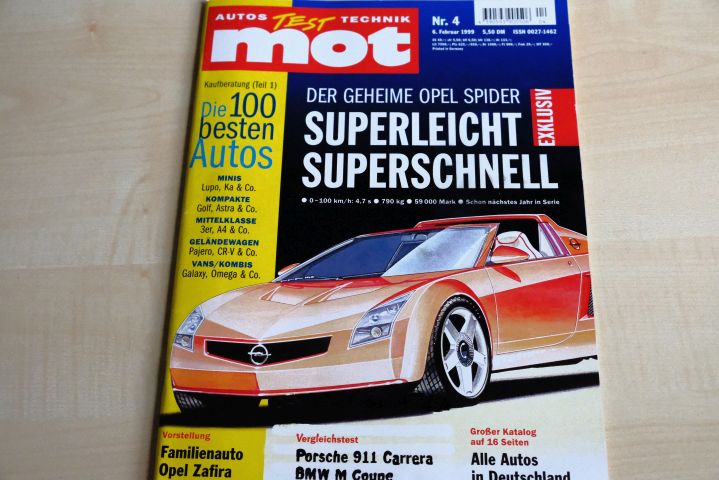 AUTOS TEST TECHNIK
mot
Nr. 4
6. Februar 1999 5,50 DM ISSN 0027-1462
Printed in Germany
Kaufberatung (Teil 1)
Die 100
besten
Autos
MINIS
Lupo, Ka & Co.
KOMPAKTE
Golf, Astra & Co.
MITTELKLASSE
3er, A4 & Co.
GELÄNDEWAGEN
Pajero, CR-V & Co.
VANS/KOMBIS
Galaxy, Omega & Co.
DER GEHEIME OPEL SPIDER
SUPERLEICHT
SUPERSCHNELL
EXKLUSIV
● 0–100 km/h: 4,7 s ● 790 kg ● 59 000 Mark ● Schon nächstes Jahr in Serie
Vorstellung
Familienauto
Opel Zafira
Vergleichstest
Porsche 911 Carrera
BMW M Coupe
Großer Katalog
auf 16 Seiten
Alle Autos
in Deutschland